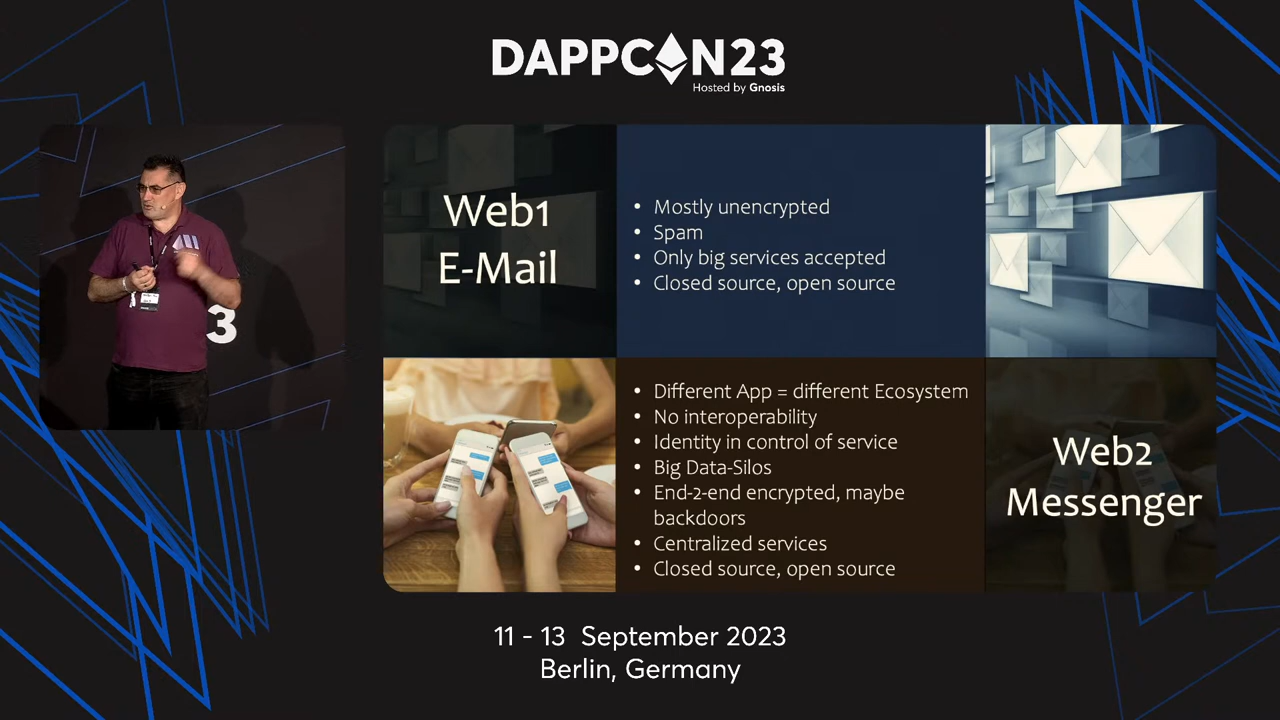 DAPPCON23
Hosted by Gnosis
3
Web1
E-Mail
• Mostly unencrypted
• Spam
• Only big services accepted
• Closed source, open source
• Different App = different Ecosystem
• No interoperability
• Identity in control of service
• Big Data-Silos
• End-2-end encrypted, maybe
backdoors
• Centralized services
• Closed source, open source
Web2
Messenger
11 - 13 September 2023
Berlin, Germany